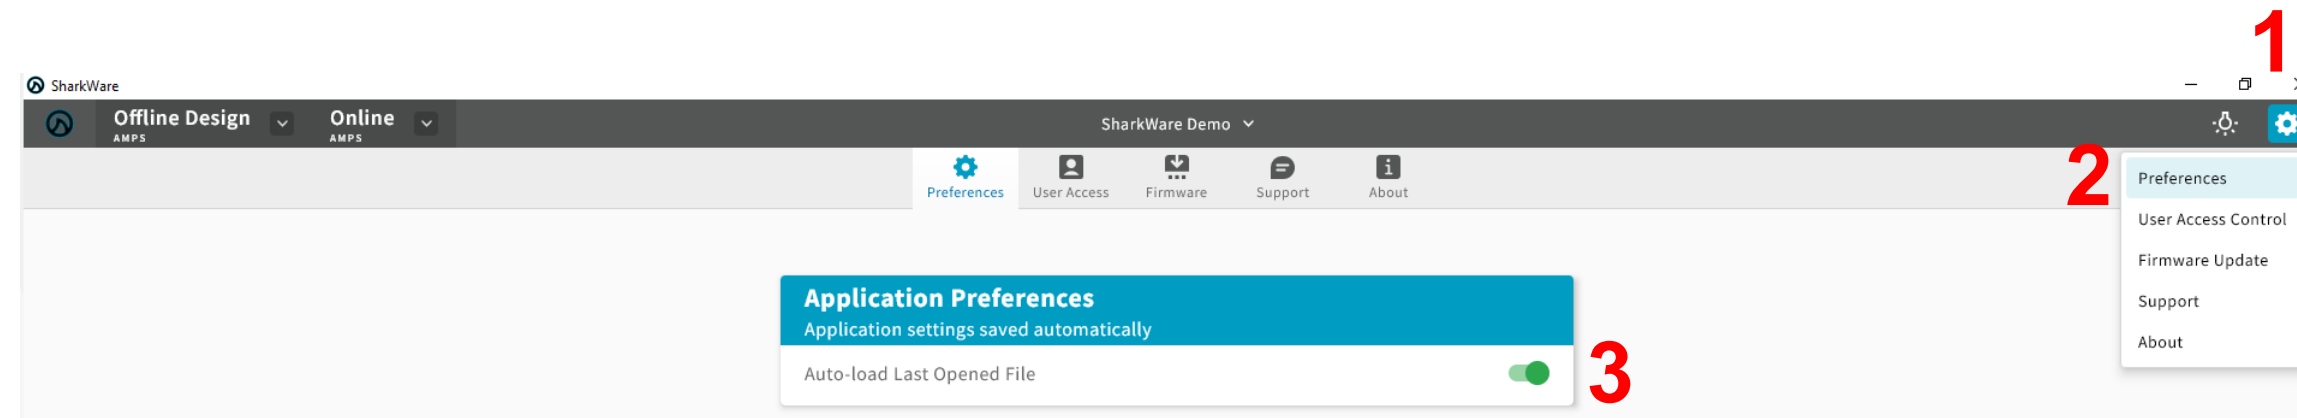 1
SharkWare
Offline Design
AMPS
Online
AMPS
SharkWare Demo
2
Preferences
User Access
Firmware
Support
About
Preferences
User Access Control
Firmware Update
Support
About
Application Preferences
Application settings saved automatically
Auto-load Last Opened File
3